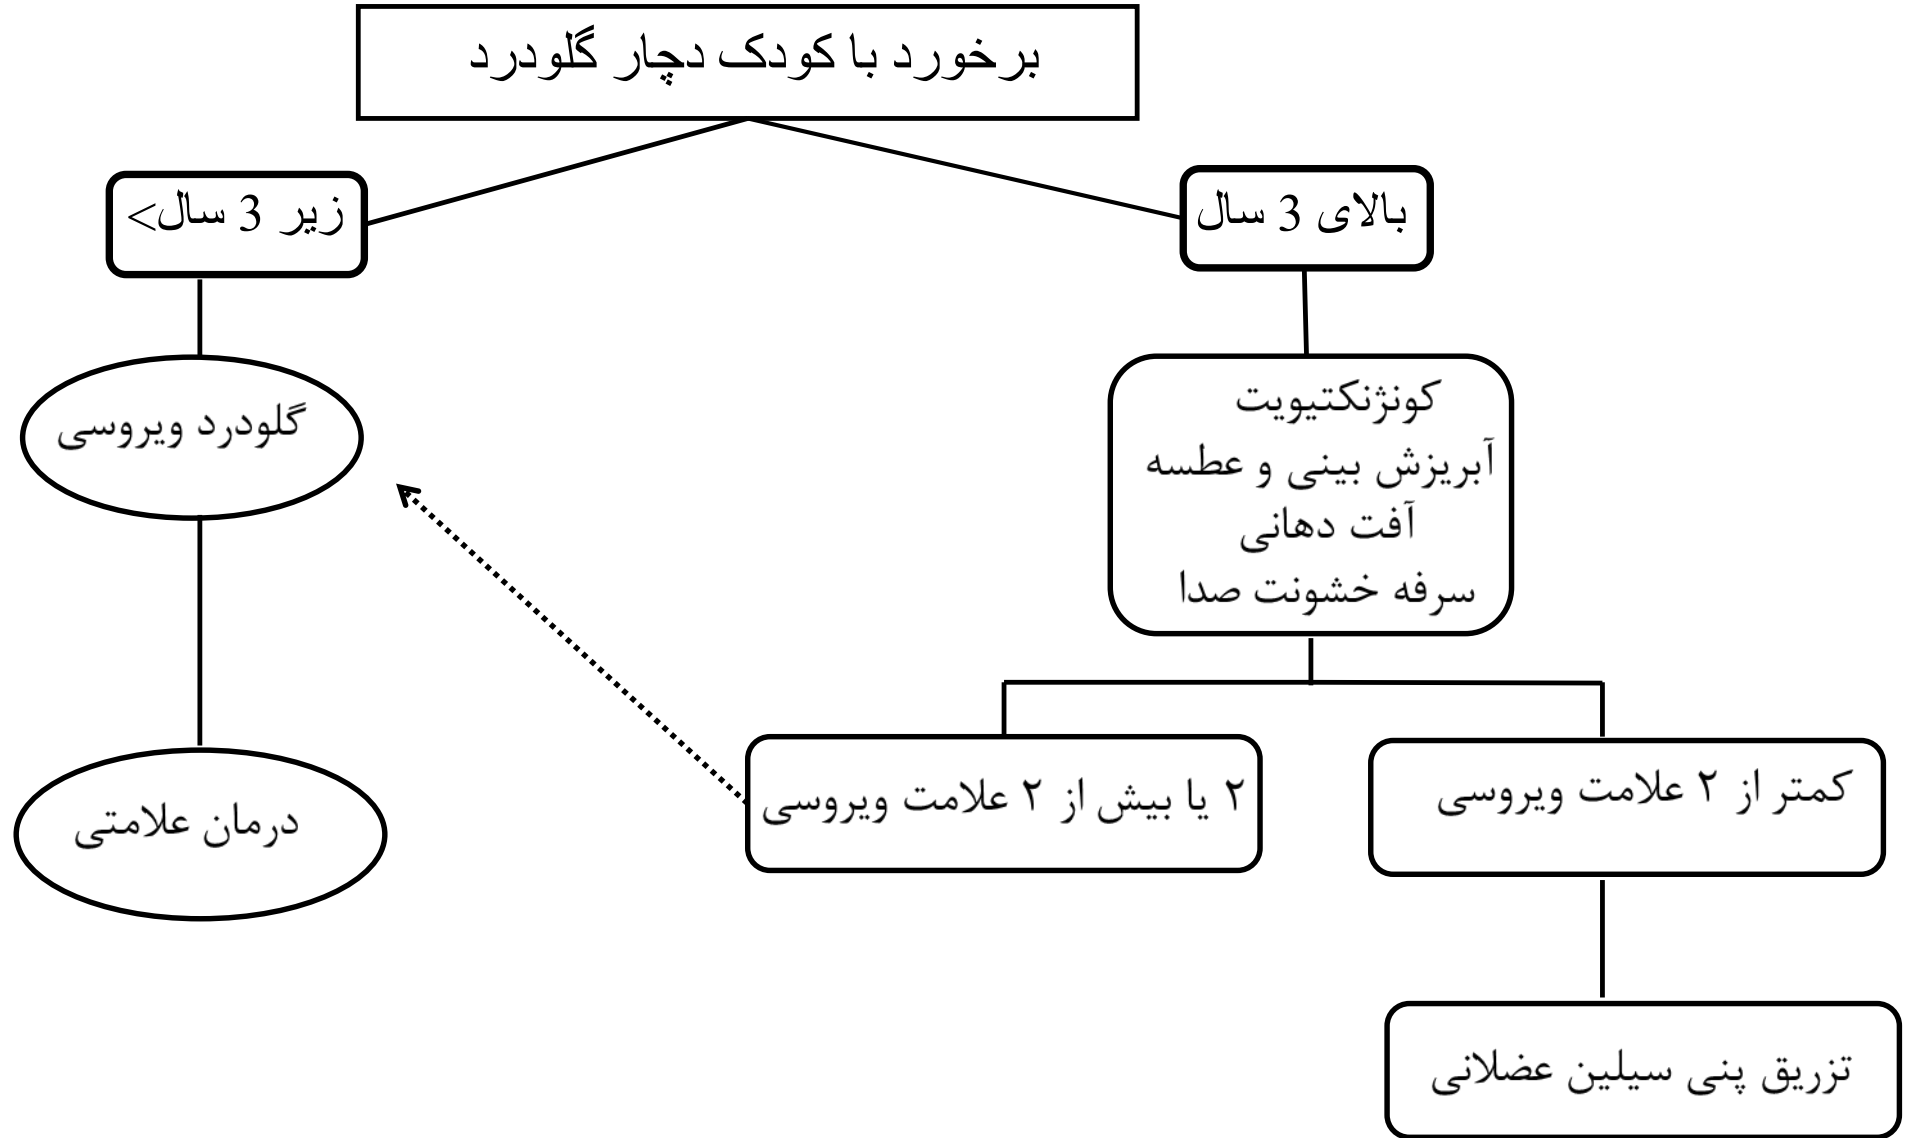 برخورد با کودک دچار گلودرد
بالای 3 سال
زیر 3 سال>
کونژنکتیویت
آبریزش بینی و عطسه
آفت دهانی
سرفه خشونت صدا
گلودرد ویروسی
کمتر از ۲ علامت ویروسی
۲ یا بیش از ۲ علامت ویروسی
درمان علامتی
تزریق پنی سیلین عضلانی